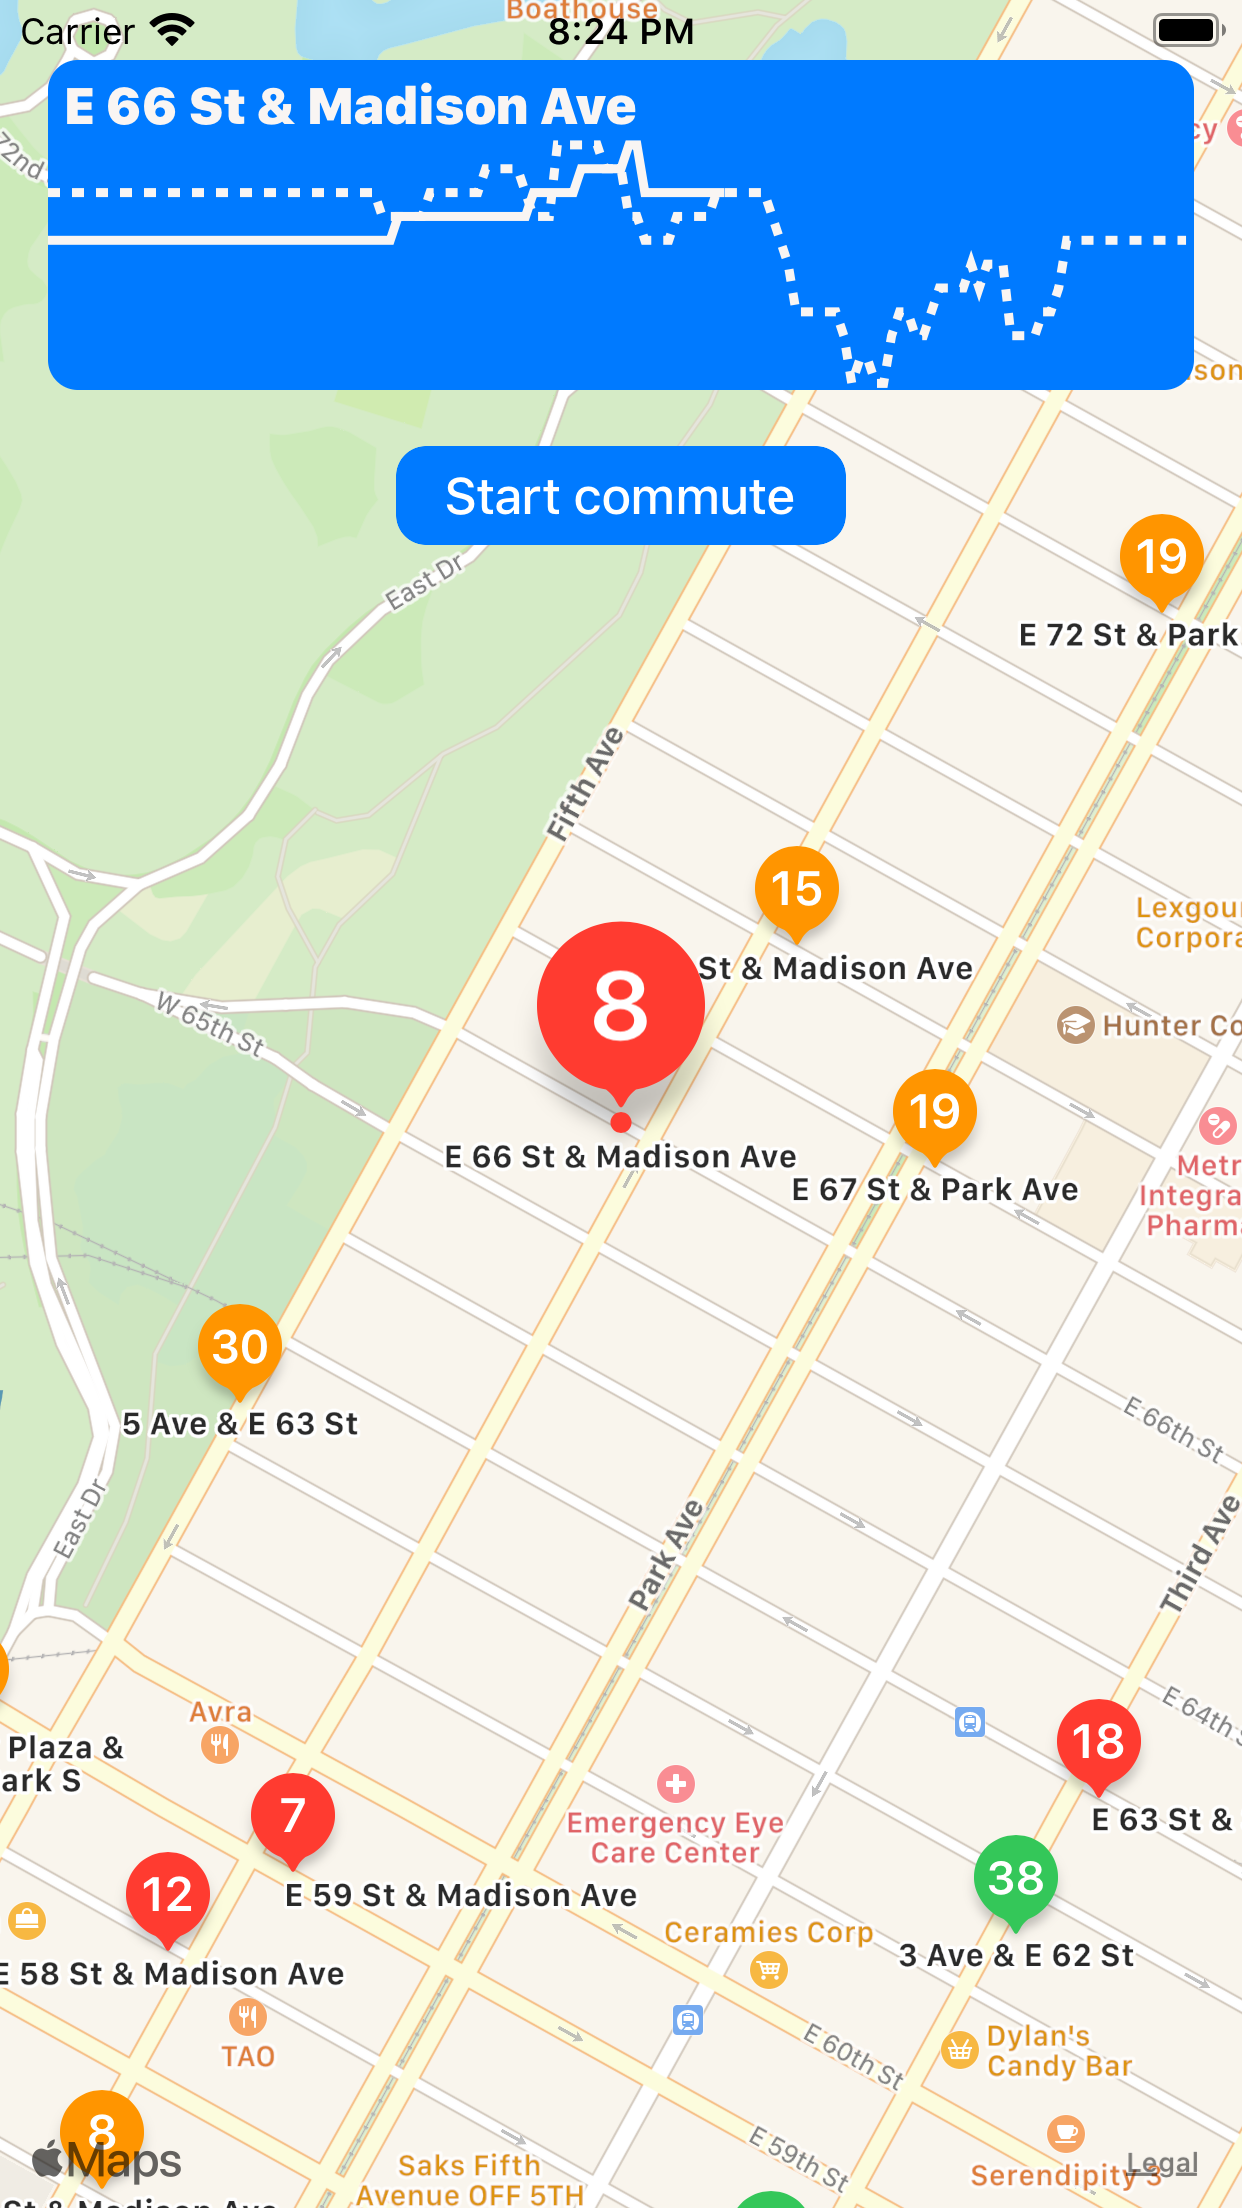 Boathouse
Carrier
8:24 PM
E 66 St & Madison Ave
72nd
cy
son
Start commute
East Dr
19
E 72 St & Park
Fifth Ave
15
St & Madison Ave
8
Lexgou
Corpora
W 65th St
Hunter Co
19
E 66 St & Madison Ave
E 67 St & Park Ave
Metr
Integra
Pharma
30
5 Ave & E 63 St
E 66th St
East Dr
Park Ave
Third Ave
E 64th S
Avra
Plaza &
ark S
18
E 63 St &
7
Emergency Eye
Care Center
38
12
E 59 St & Madison Ave
Ceramies Corp
3 Ave & E 62 St
E 58 St & Madison Ave
TAO
E 60th St
Dylan's
Candy Bar
8
Maps
E 59th St
Legal
Saks Fifth
Avenue OFF 5TH
Serendipity 3
St & Madison Ave